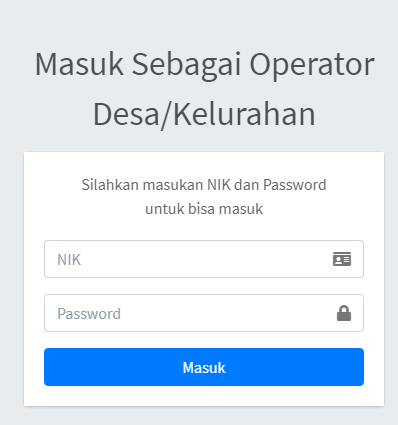 Masuk Sebagai Operator
Desa/Kelurahan
Silahkan masukan NIK dan Password
untuk bisa masuk
NIK
Password
Masuk